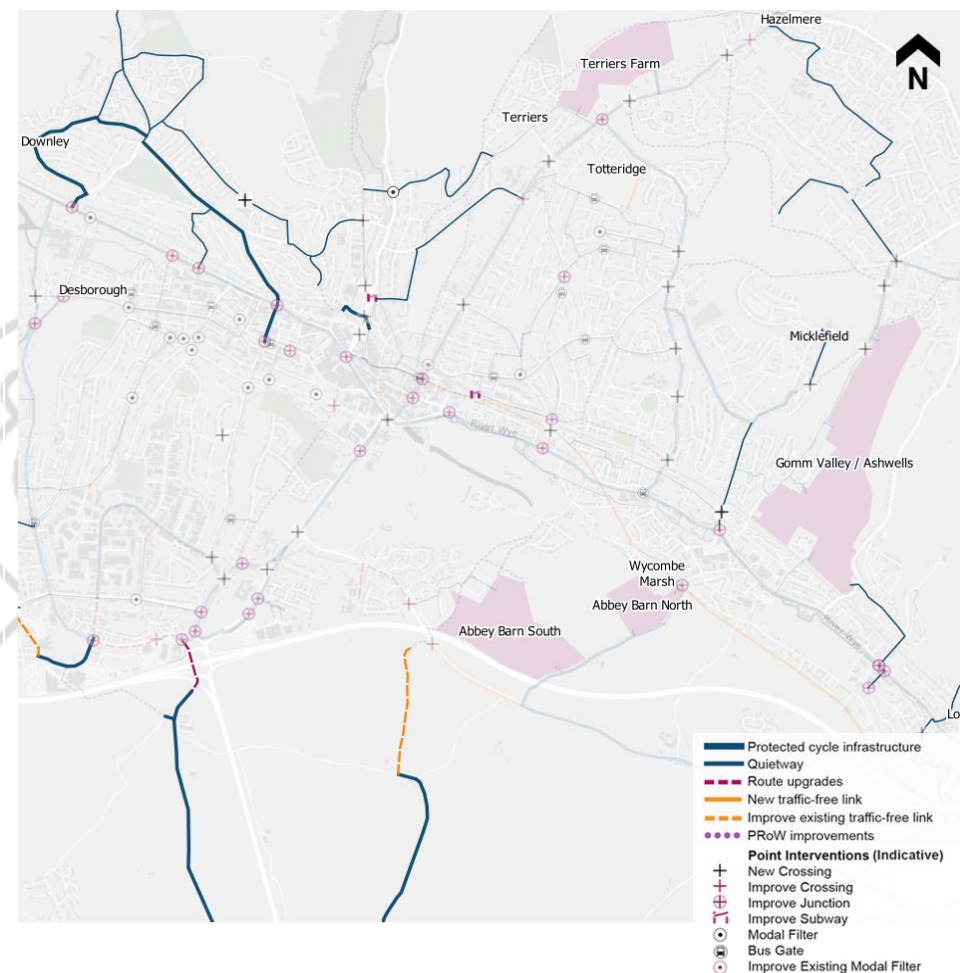 Hazelmere
N
Terriers Farm
Terriers
Downley
Totteridge
Desborough
Micklefield
River Wye
Gomm Valley / Ashwells
Wycombe
Marsh
Abbey Barn North
Abbey Barn South
River Wye
Lo
Protected cycle infrastructure
Quietway
Route upgrades
New traffic-free link
Improve existing traffic-free link
PRoW improvements
Point Interventions (Indicative)
New Crossing
Improve Crossing
Improve Junction
Improve Subway
Modal Filter
Bus Gate
Improve Existing Modal Filter